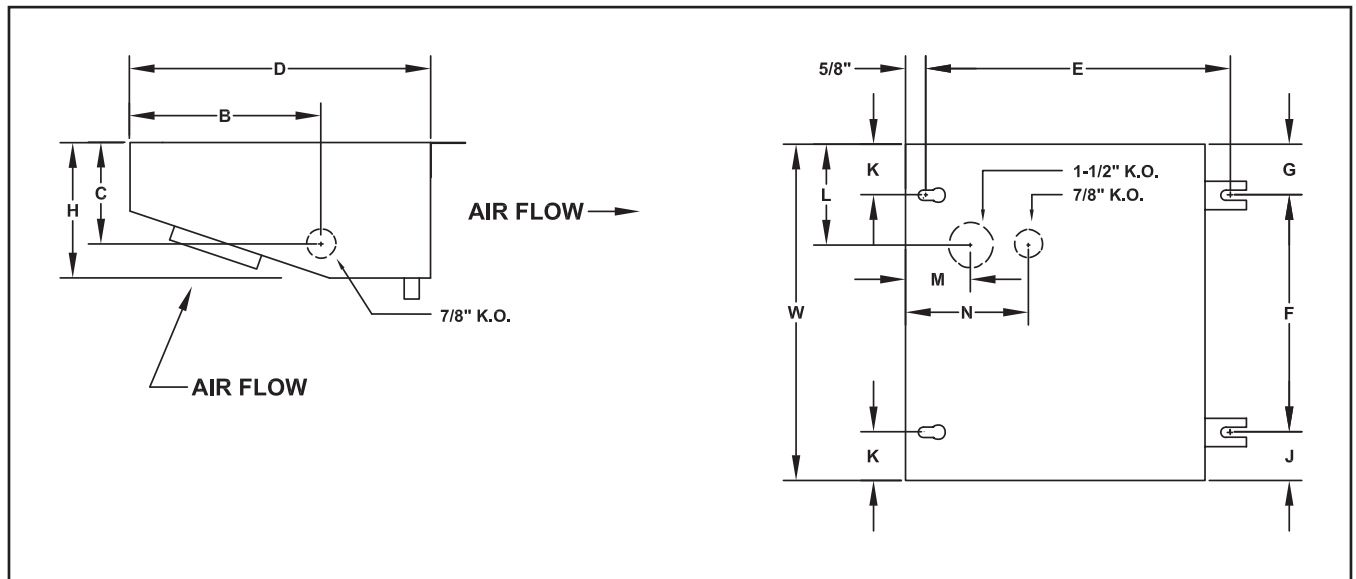 D
B
C
H
AIR FLOW
7/8" K.O.
AIR FLOW
5/8"
E
K
G
1-1/2" K.O.
7/8" K.O.
L
M
N
W
F
K
J